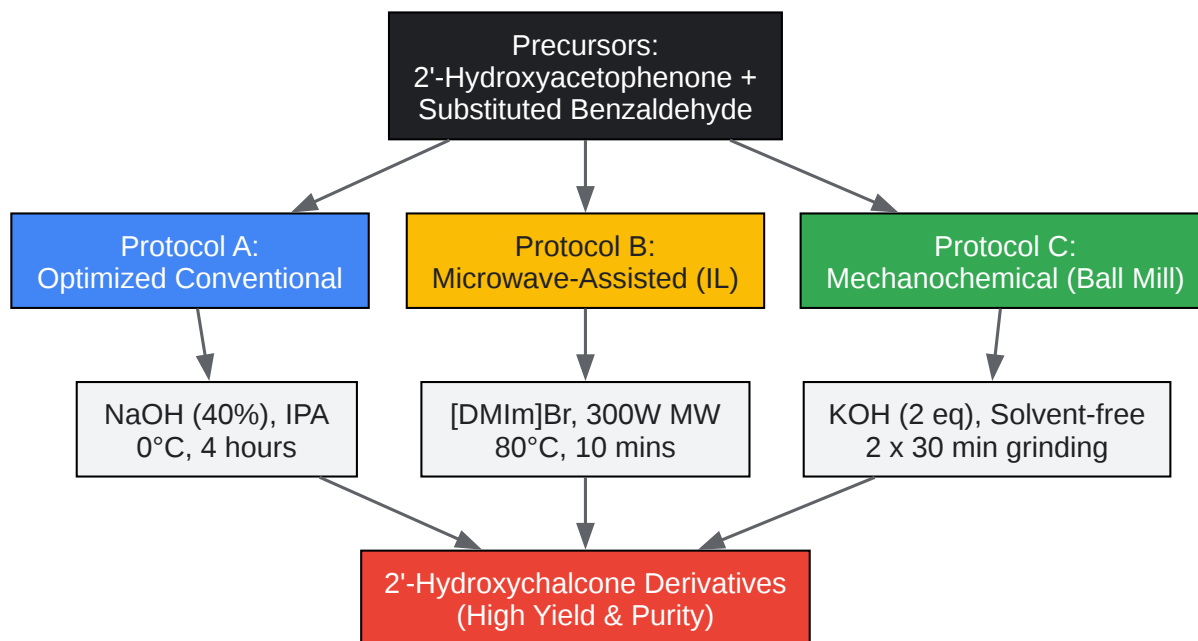 Precursors:
2'-Hydroxyacetophenone +
Substituted Benzaldehyde
Protocol A:
Optimized Conventional
Protocol B:
Microwave-Assisted (IL)
Protocol C:
Mechanochemical (Ball Mill)
NaOH (40%), IPA
0°C, 4 hours
[DMIm]Br, 300W MW
80°C, 10 mins
KOH (2 eq), Solvent-free
2 x 30 min grinding
2'-Hydroxychalcone Derivatives
(High Yield & Purity)